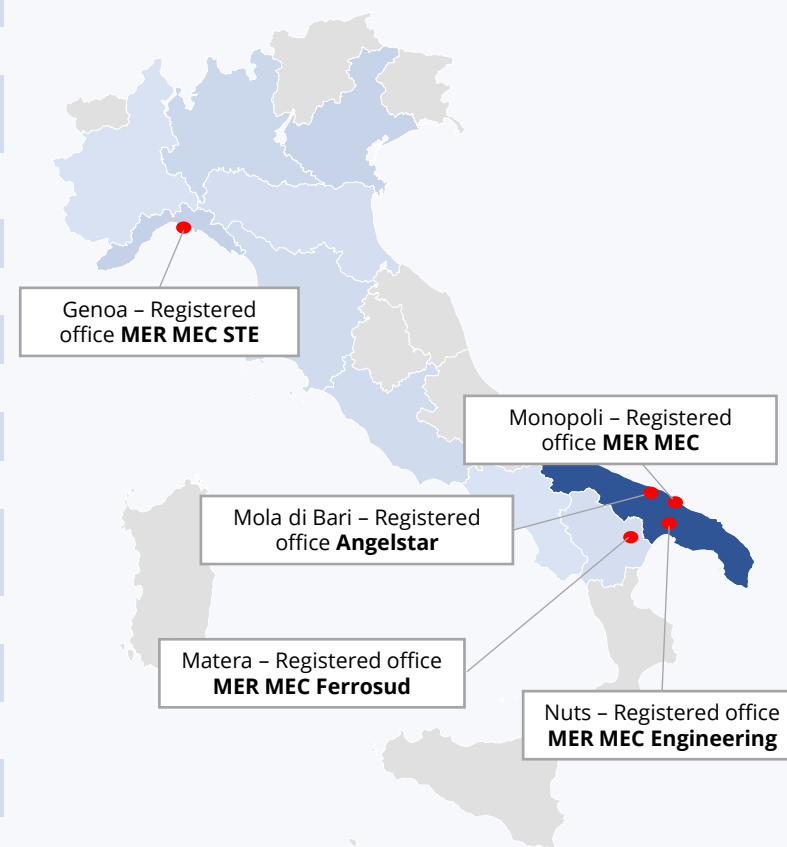 Genoa – Registered
office MER MEC STE
Monopoli – Registered
office MER MEC
Mola di Bari – Registered
office Angelstar
Matera – Registered office
MER MEC Ferrosud
Nuts – Registered office
MER MEC Engineering